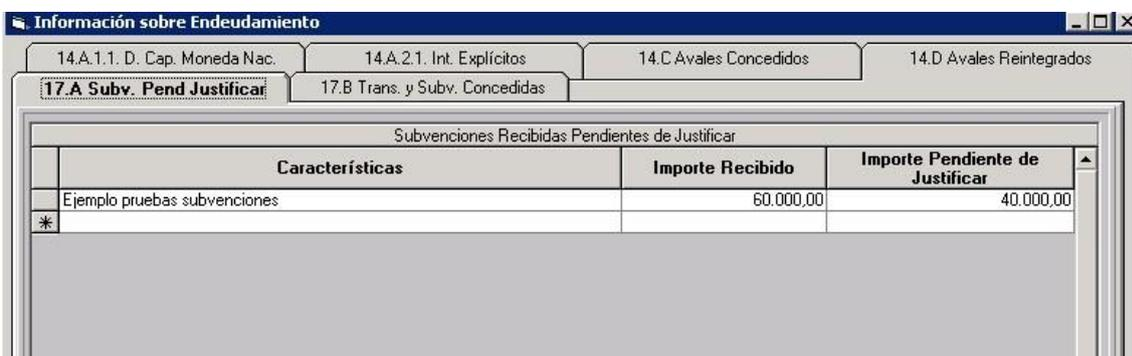 Información sobre Endeudamiento
14.A.1.1. D. Cap. Moneda Nac.
14.A.2.1. Int. Explícitos
14.C Avales Concedidos
14.D Avales Reintegrados
17.A Subv. Pend Justificar
17.B Trans. y Subv. Concedidas
Subvenciones Recibidas Pendientes de Justificar
Características
Importe Recibido
Importe Pendiente de
Justificar
Ejemplo pruebas subvenciones
60.000,00
40.000,00